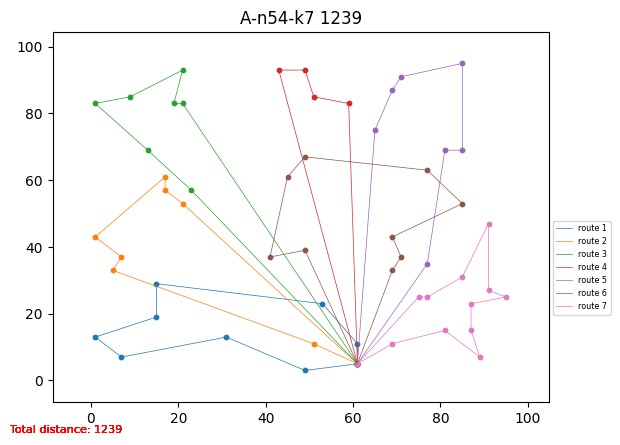 A-n54-k7 1239
100
80
60
40
20
0
0 20 40 60 80 100
route 1
route 2
route 3
route 4
route 5
route 6
route 7
Total distance: 1239